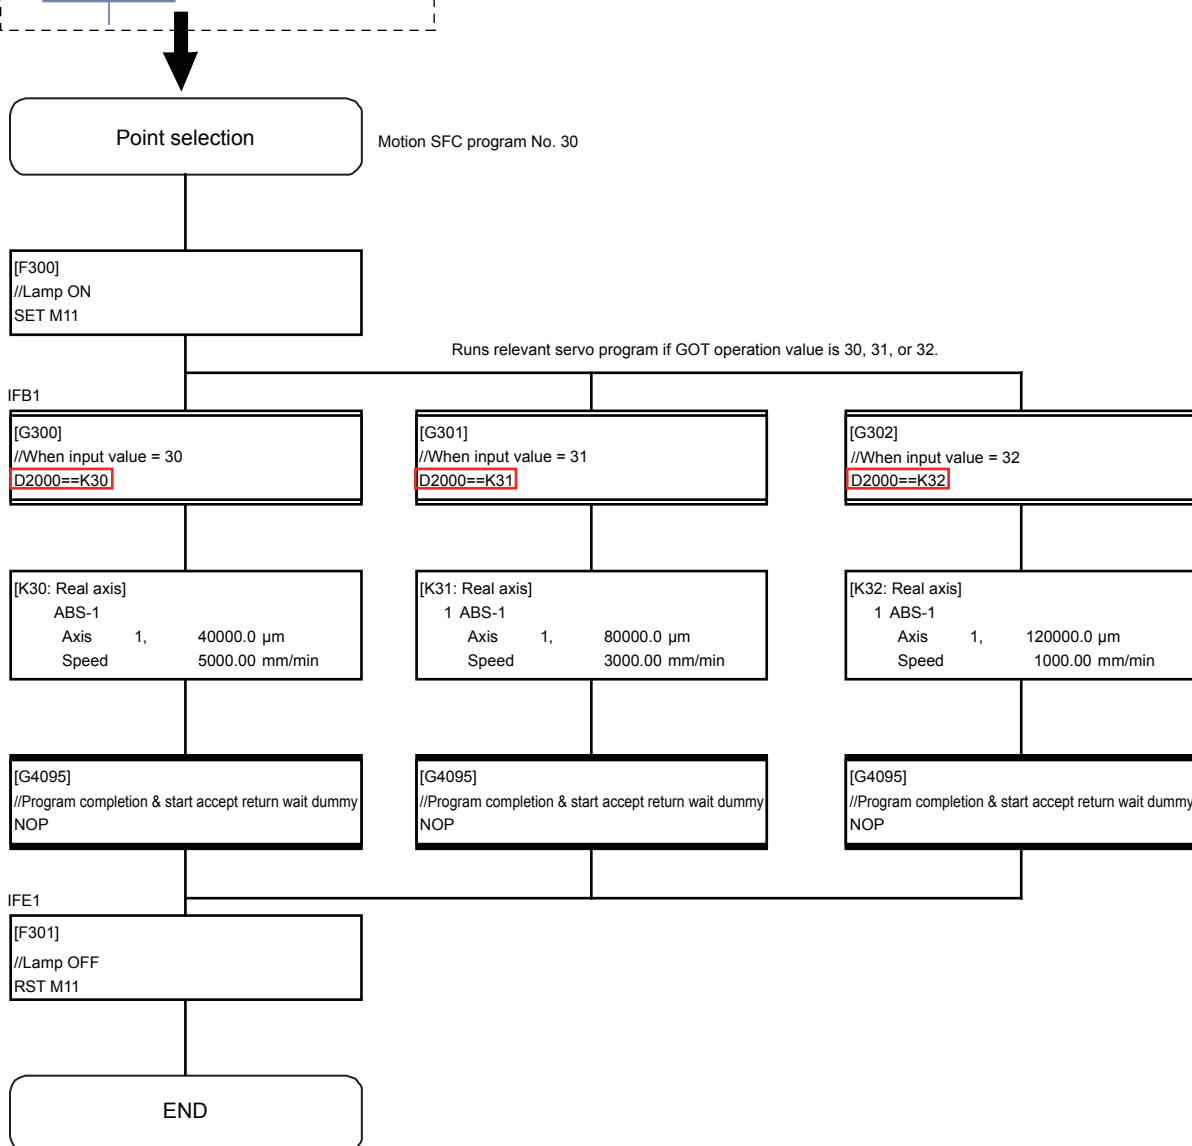 Point selection
Motion SFC program No. 30
[F300]
//Lamp ON
SET M11
Runs relevant servo program if GOT operation value is 30, 31, or 32.
IFB1
[G300]
//When input value = 30
D2000==K30
[G301]
//When input value = 31
D2000==K31
[G302]
//When input value = 32
D2000==K32
[K30: Real axis]
ABS-1
Axis 1, 40000.0 µm
Speed 5000.00 mm/min
[K31: Real axis]
1 ABS-1
Axis 1, 80000.0 µm
Speed 3000.00 mm/min
[K32: Real axis]
1 ABS-1
Axis 1, 120000.0 µm
Speed 1000.00 mm/min
[G4095]
//Program completion & start accept return wait dummy
NOP
[G4095]
//Program completion & start accept return wait dummy
NOP
[G4095]
//Program completion & start accept return wait dummy
NOP
IFE1
[F301]
//Lamp OFF
RST M11
END